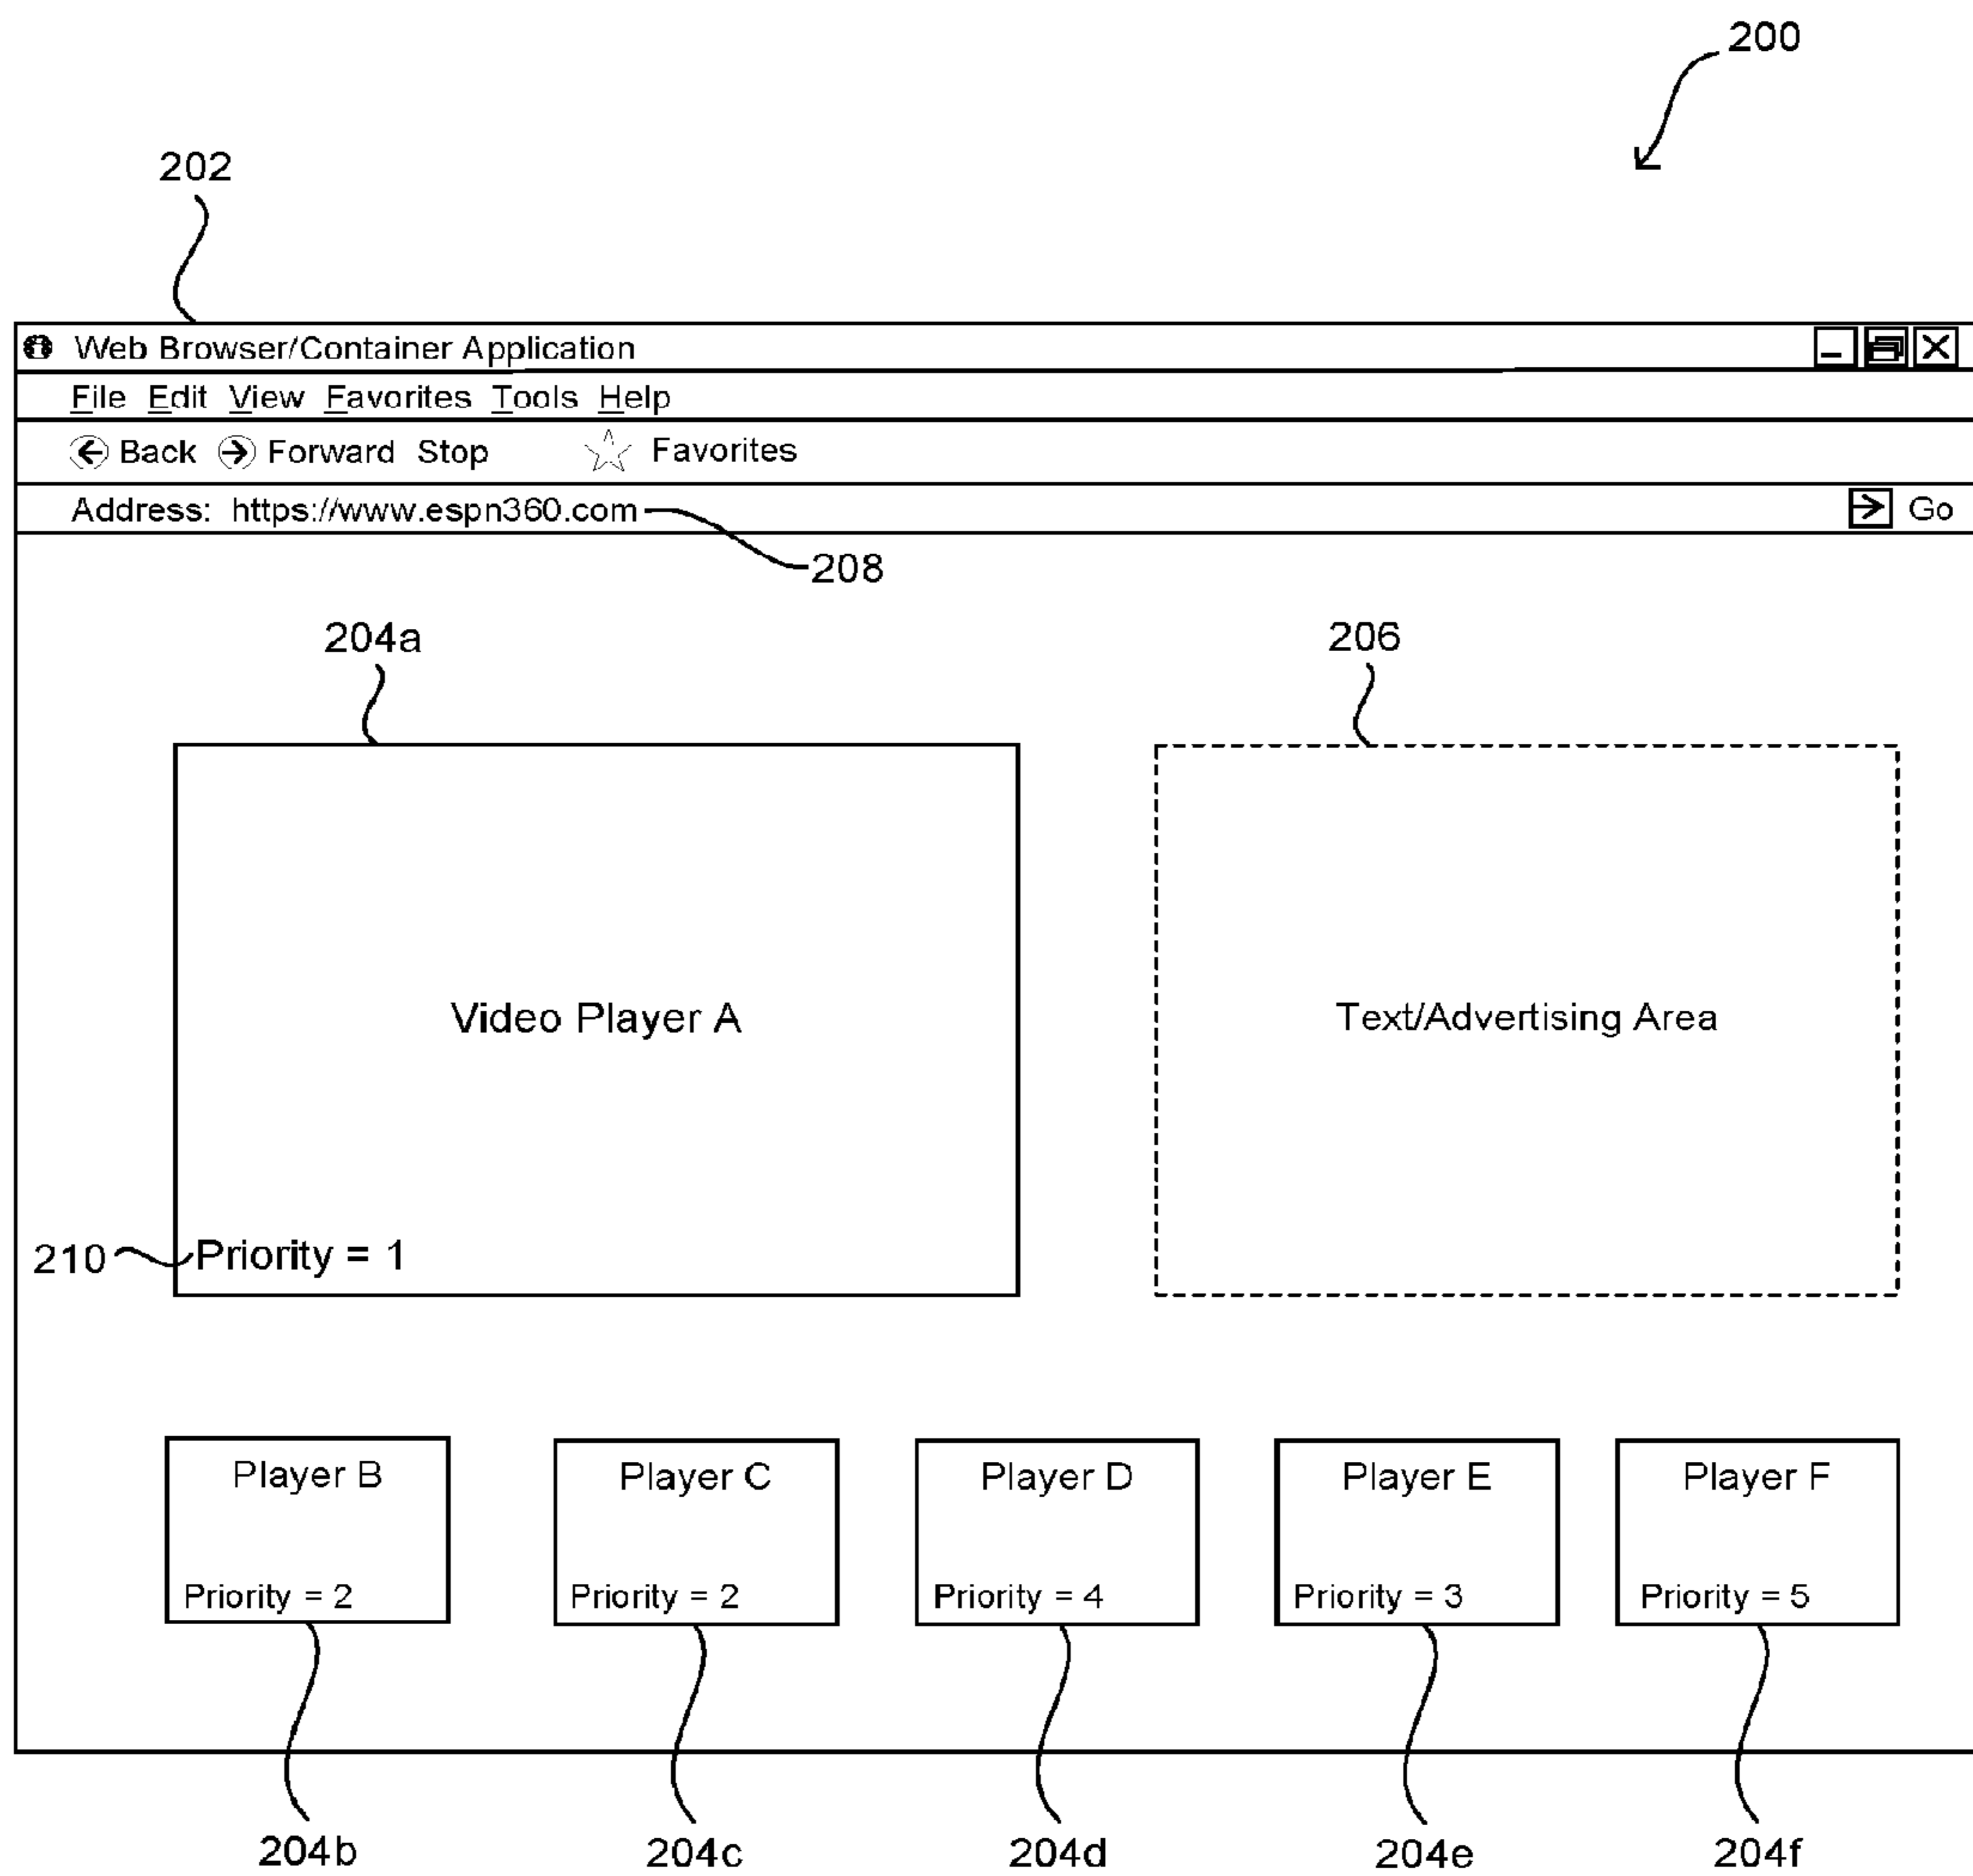 200
202
Web Browser/Container Application
File Edit View Favorites Tools Help
Back Forward Stop Favorites
Address: https://www.espn360.com Go
208
204a 206
Video Player A Text/Advertising Area
210 Priority = 1
Player B Player C Player D Player E Player F
Priority = 2 Priority = 2 Priority = 4 Priority = 3 Priority = 5
204b 204c 204d 204e 204f